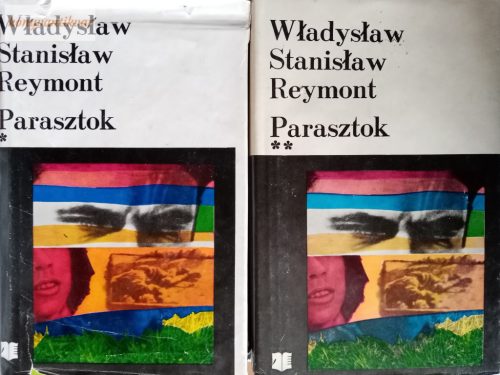 Władysław
Stanisław
Reymont
Parasztok
*
Władysław
Stanisław
Reymont
Parasztok
**